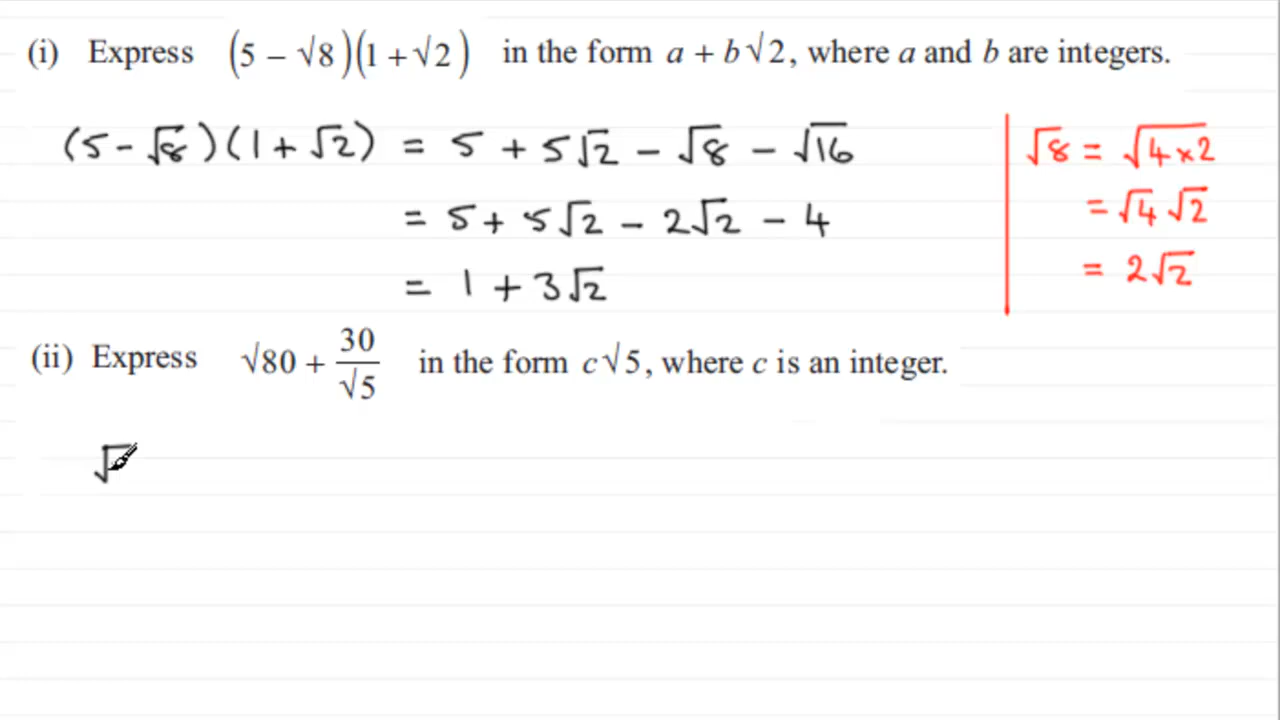 (i) Express (5 − √8)(1 + √2) in the form a + b√2, where a and b are integers.
(5 - √8)(1 + √2) = 5 + 5√2 - √8 - √16
= 5 + 5√2 - 2√2 - 4
= 1 + 3√2
√8 = √4×2
= √4 √2
= 2√2
(ii) Express √80 + 30/√5 in the form c√5, where c is an integer.
√